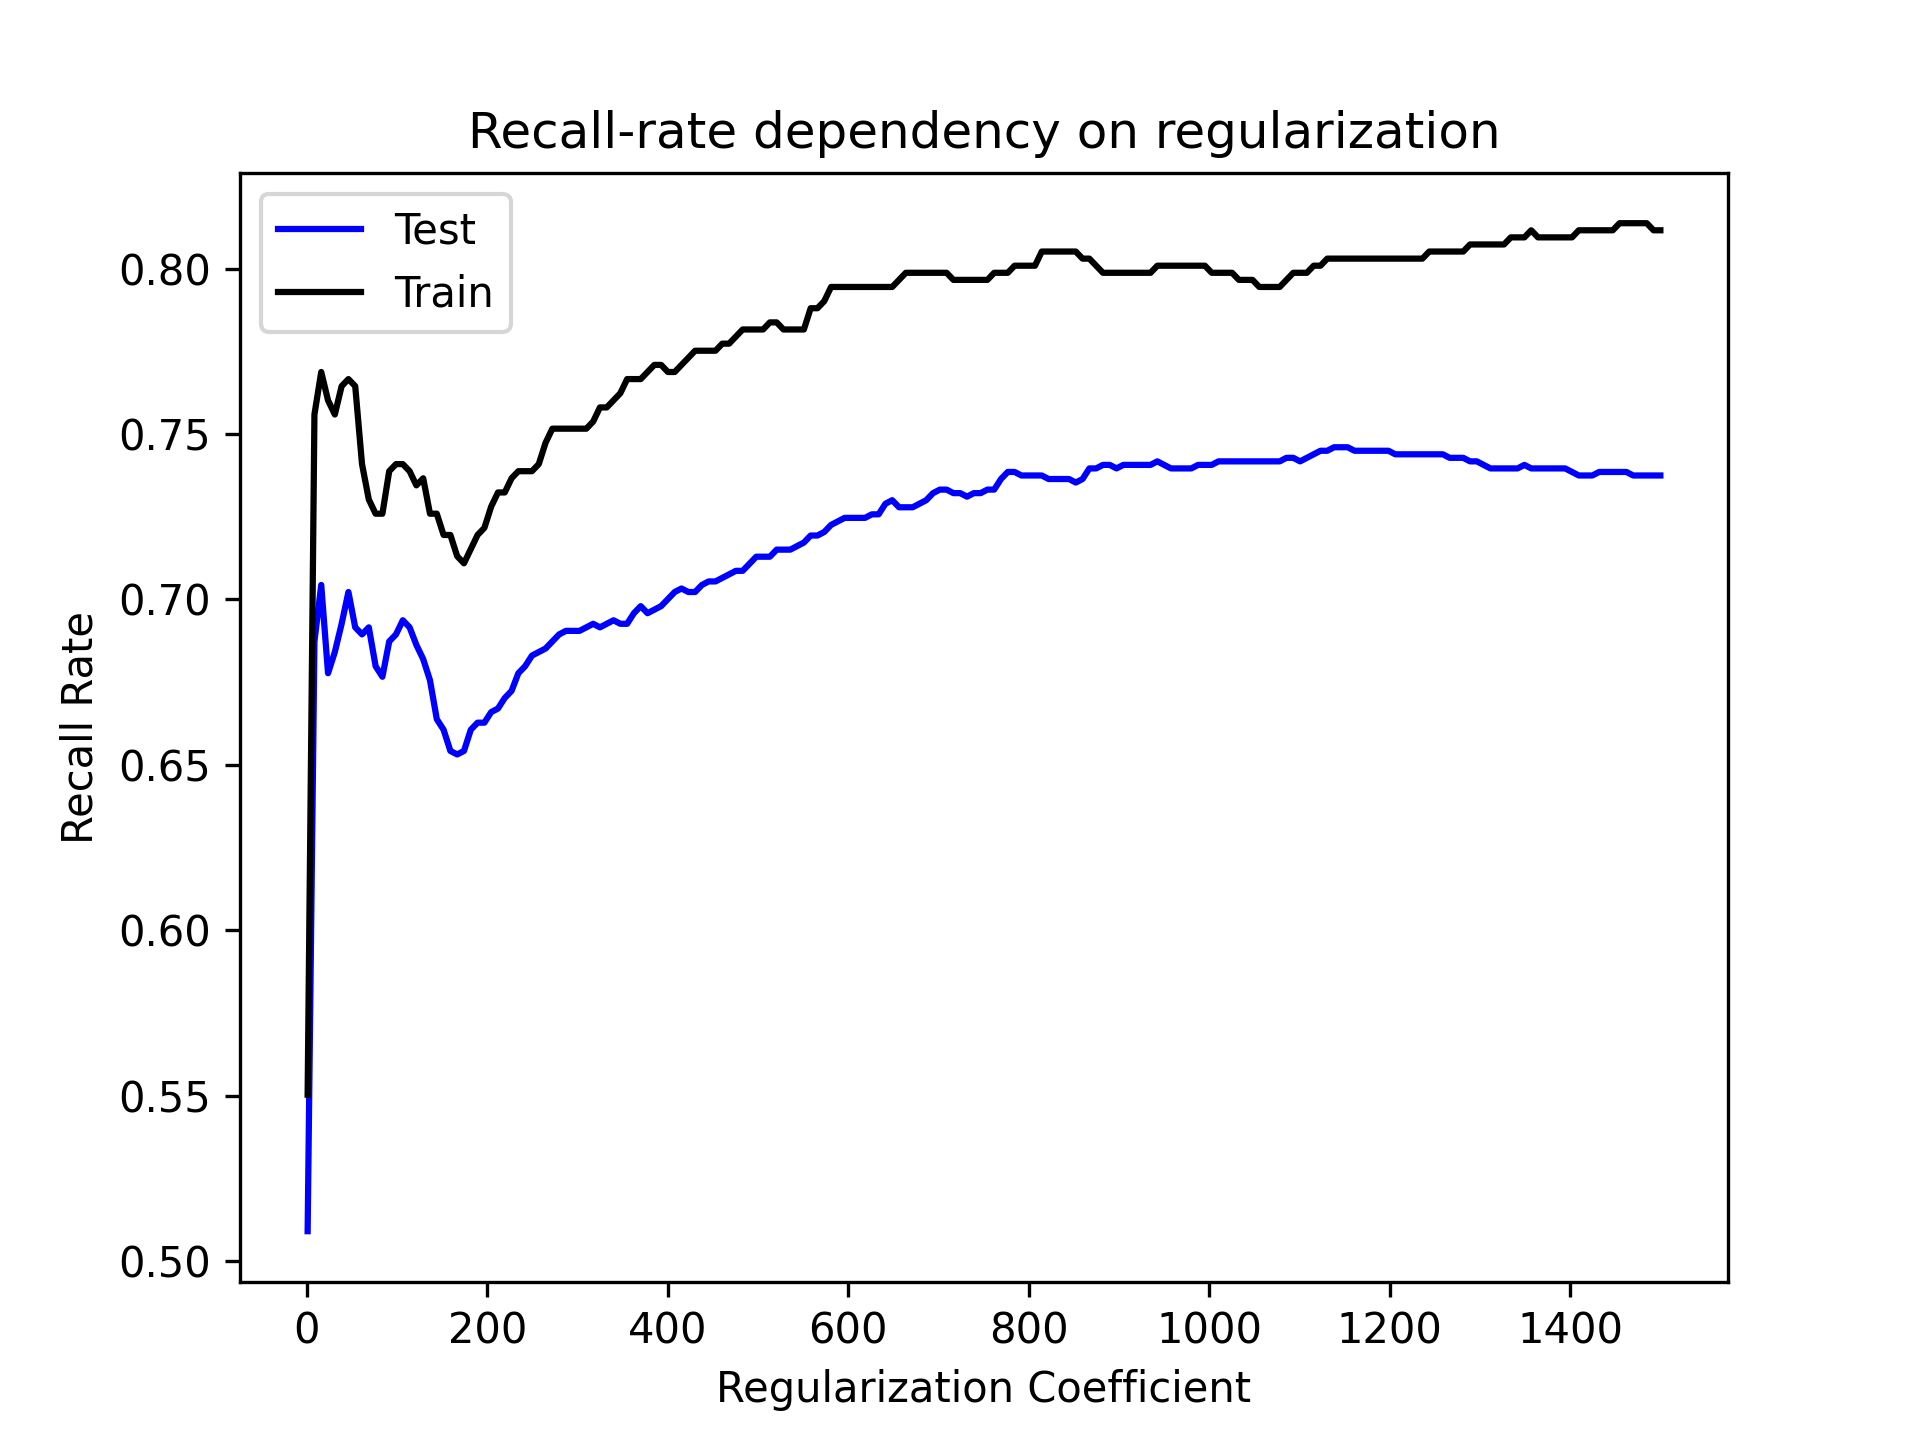 Recall-rate dependency on regularization
Test
Train
0.80
0.75
0.70
0.65
0.60
0.55
0.50
Recall Rate
0 200 400 600 800 1000 1200 1400
Regularization Coefficient